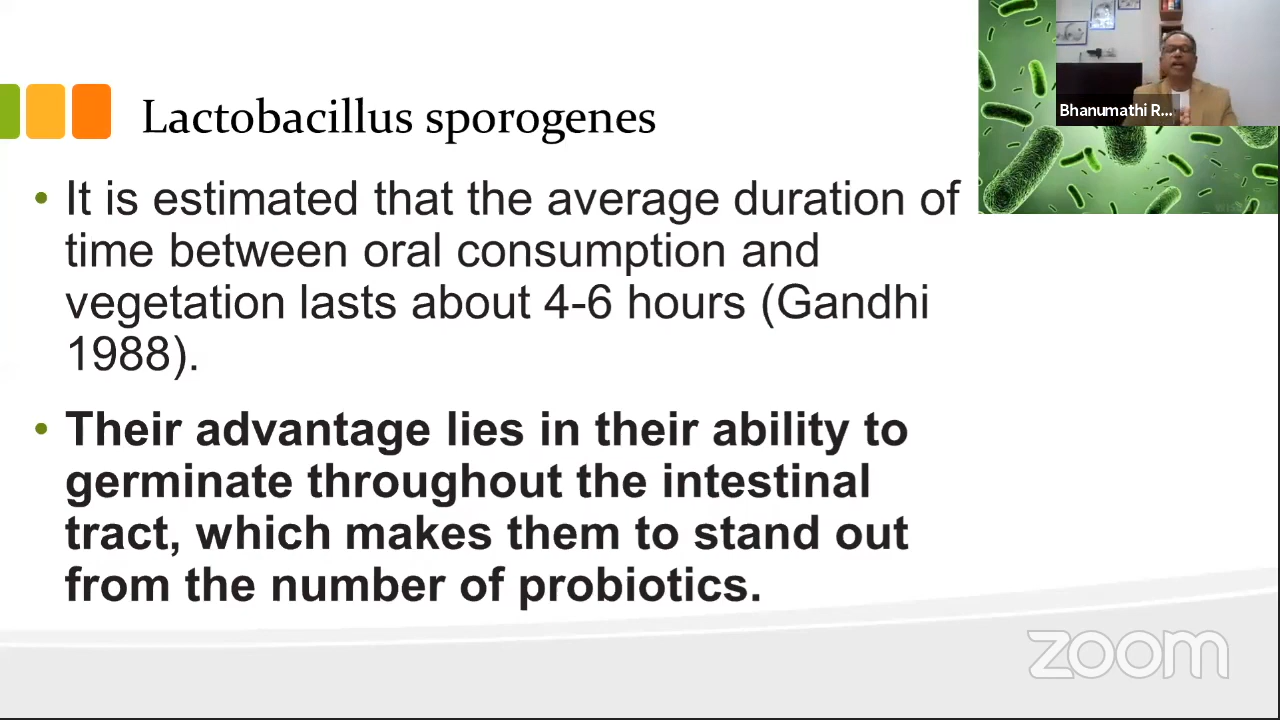 Lactobacillus sporogenes
• It is estimated that the average duration of
time between oral consumption and
vegetation lasts about 4-6 hours (Gandhi
1988).
• Their advantage lies in their ability to
germinate throughout the intestinal
tract, which makes them to stand out
from the number of probiotics.
Bhanumathi R...
zoom